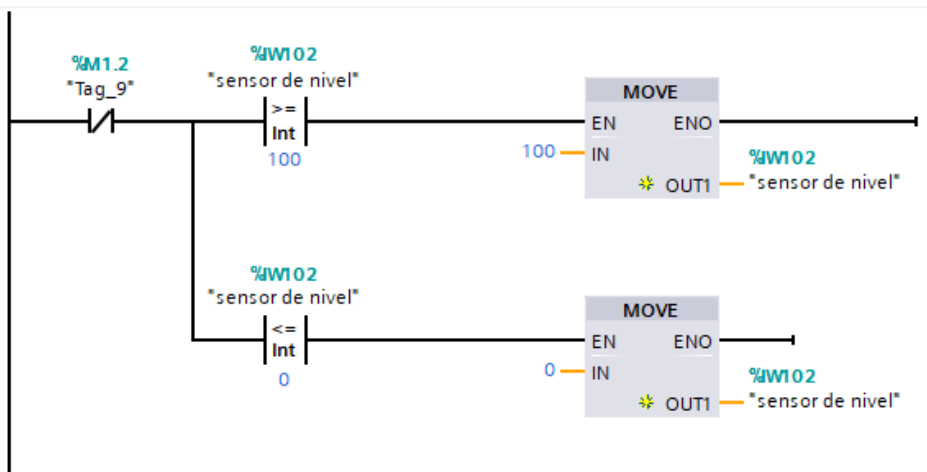 %M1.2
"Tag_9"
%IW102
"sensor de nivel"
>=
Int
100
MOVE
EN ENO
100 IN
OUT1
%IW102
"sensor de nivel"
%IW102
"sensor de nivel"
<=
Int
0
MOVE
EN ENO
0 IN
OUT1
%IW102
"sensor de nivel"